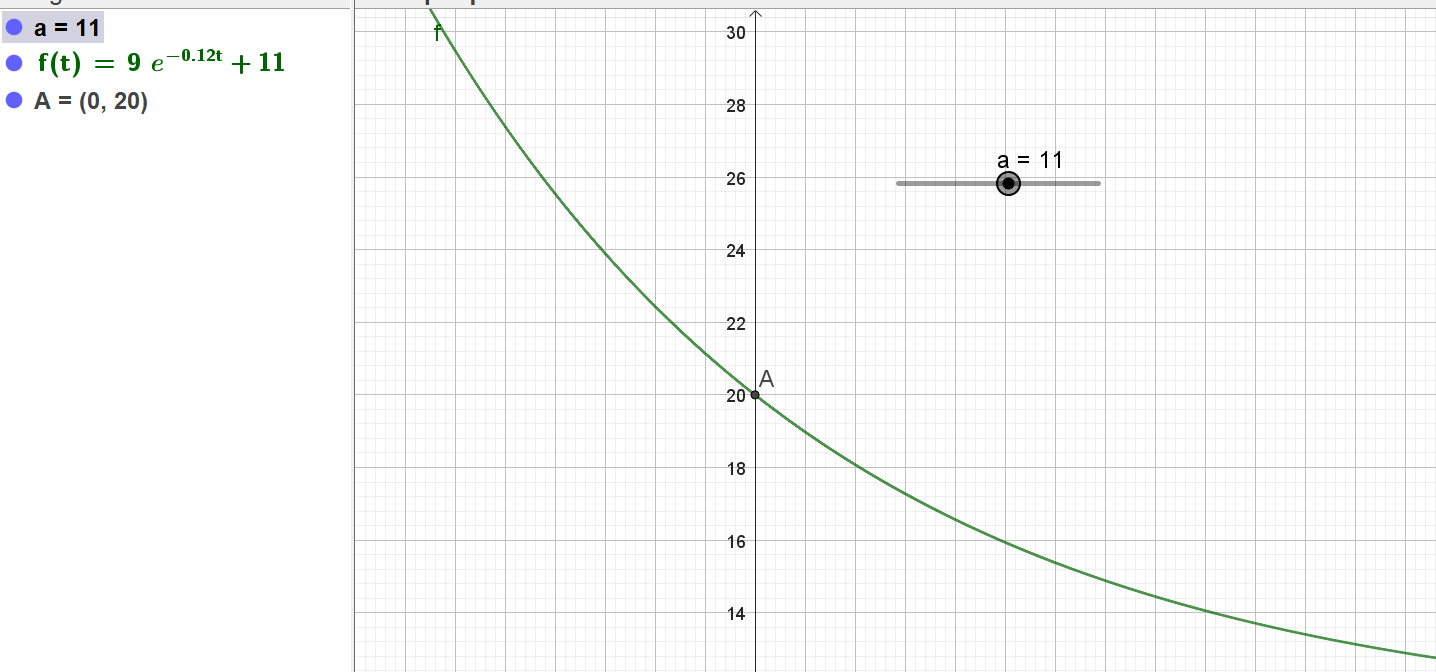 a = 11
f(t) = 9 e^−0.12t + 11
A = (0, 20)
f
30
28
a = 11
26
24
22
A
20
18
16
14